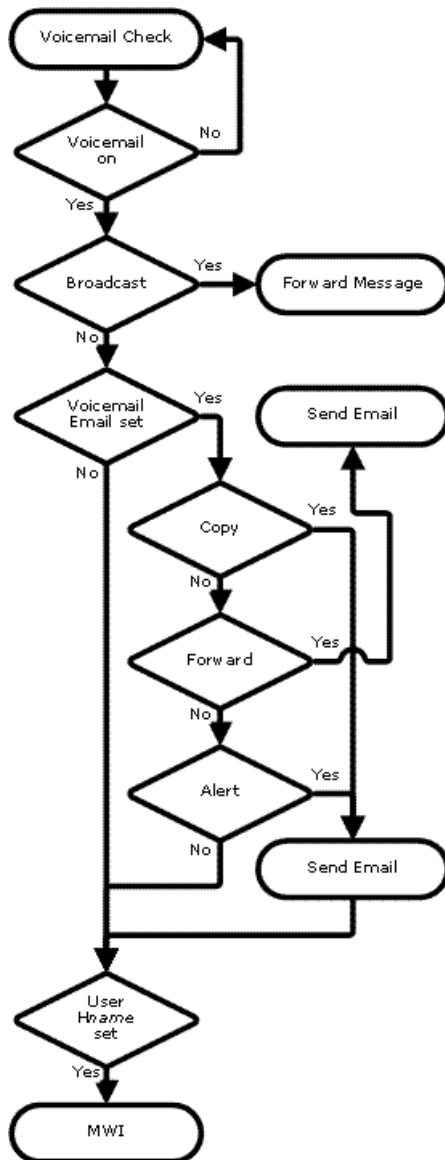 Voicemail Check
No
Voicemail
on
Yes
Yes
Broadcast
Forward Message
No
Voicemail
Email set
Yes
Send Email
No
Yes
Copy
No
Yes
Forward
No
Yes
Alert
No
Send Email
User
Hname
set
Yes
MWI